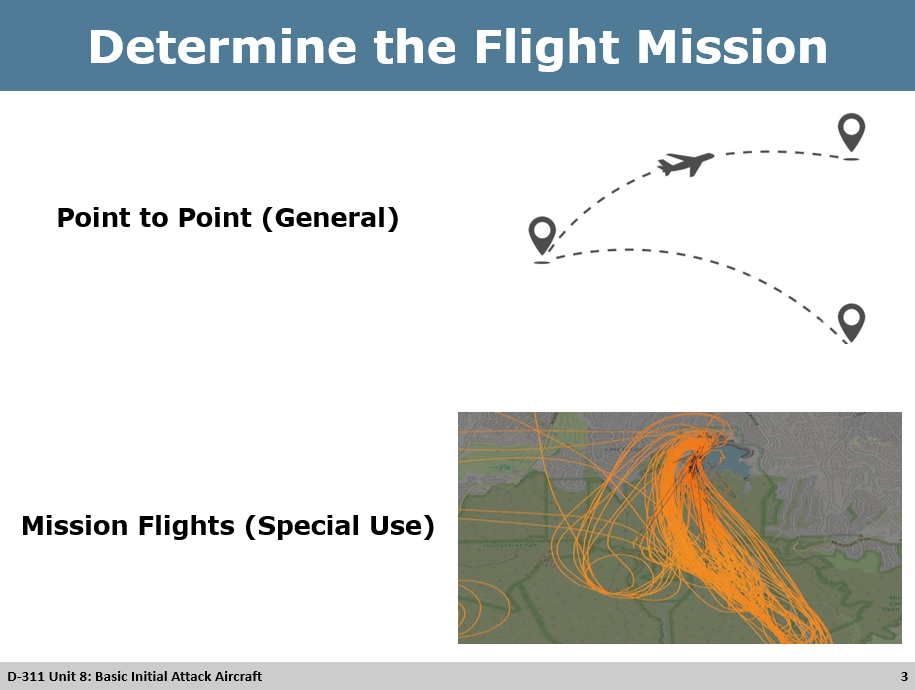 Determine the Flight Mission
Point to Point (General)
Mission Flights (Special Use)
D-311 Unit 8: Basic Initial Attack Aircraft
3